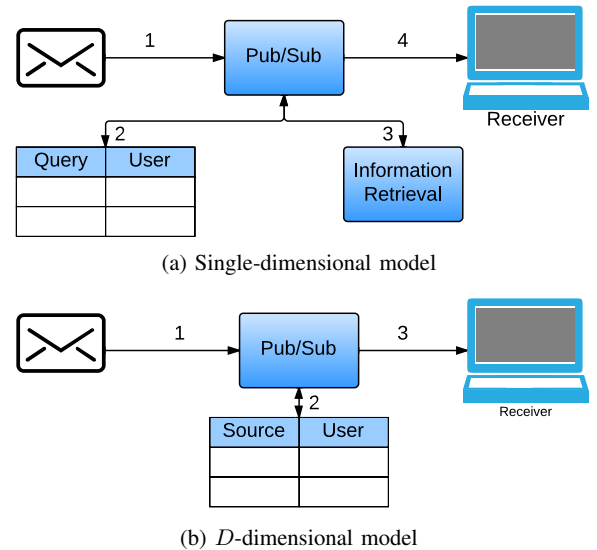 1
Pub/Sub
4
Receiver
2
3
Query User
Information
Retrieval
(a) Single-dimensional model
1
Pub/Sub
3
Receiver
2
Source User
(b) D-dimensional model